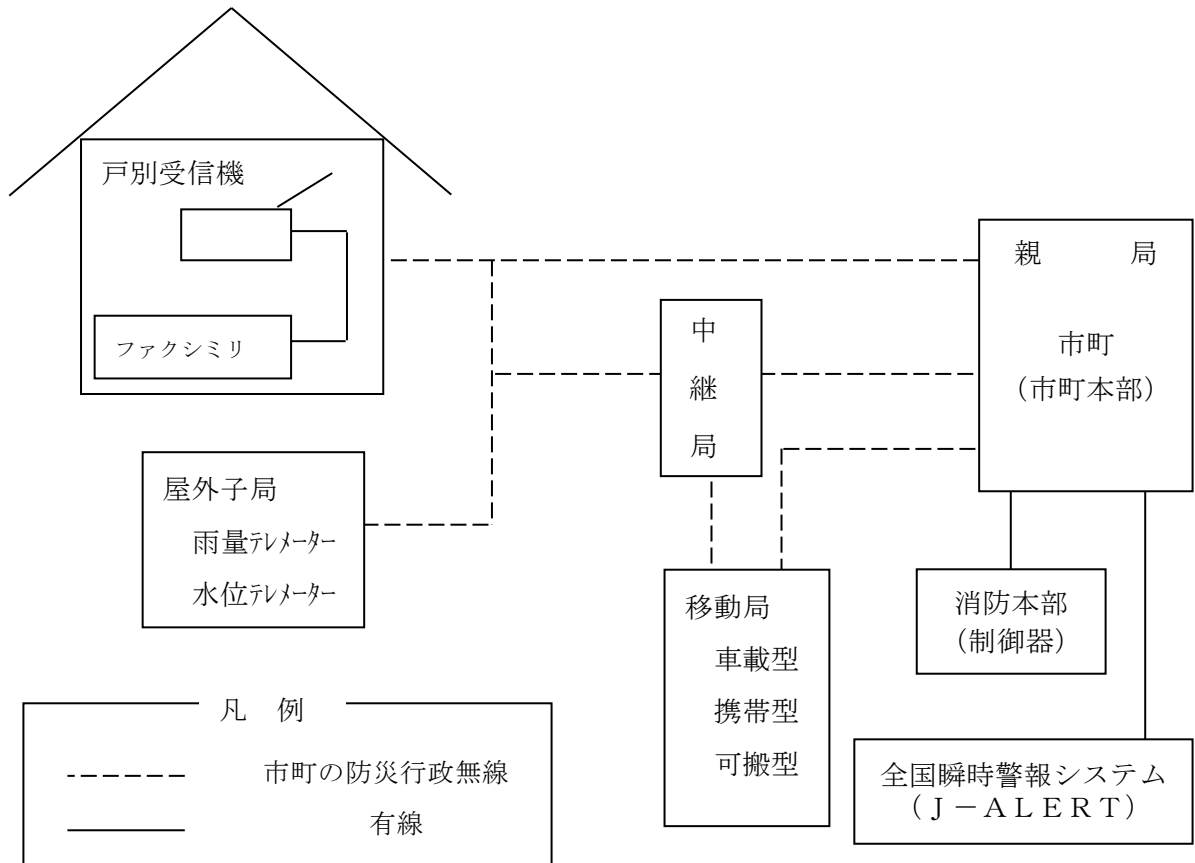 戸別受信機
ファクシミリ
親　　局
市町
（市町本部）
中
継
局
屋外子局
雨量ﾃﾚﾒｰﾀｰ
水位ﾃﾚﾒｰﾀｰ
移動局
車載型
携帯型
可搬型
消防本部
（制御器）
全国瞬時警報システム
（Ｊ－ＡＬＥＲＴ）
凡　例
市町の防災行政無線
有線